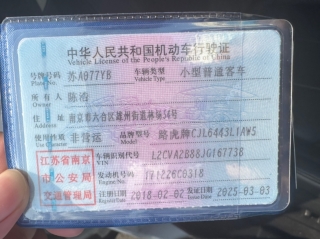 中华人民共和国机动车行驶证
Vehicle License of the People's Republic of China
号牌号码 苏A977YB 车辆类型 小型普通客车
Plate No. Vehicle Type
所有人 陈浩
Owner
住址 南京市六合区雄州街道林场34号
Address
使用性质 非营运 品牌型号 路虎牌CJL6443LIAW5
Use Character Model
江苏省南京
市公安局
交通管理局
车辆识别代号 L2CVA2B88JG167738
VIN
发动机号码
Engine No.
注册日期 2018-02-02 发证日期 2025-03-03
Register Date Issue Date